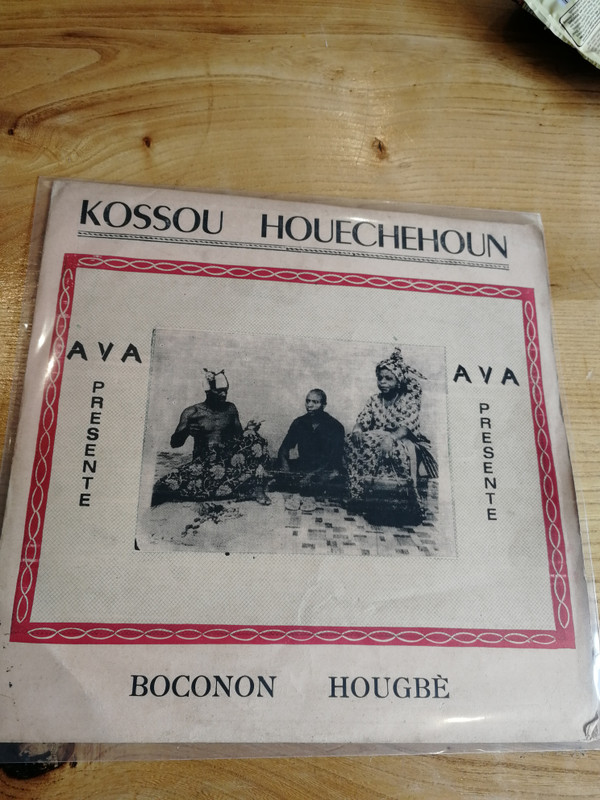 KOSSOU HOUECHEHOUN
AVA
PRESENTE
AVA
PRESENTE
BOCONON HOUGBÈ